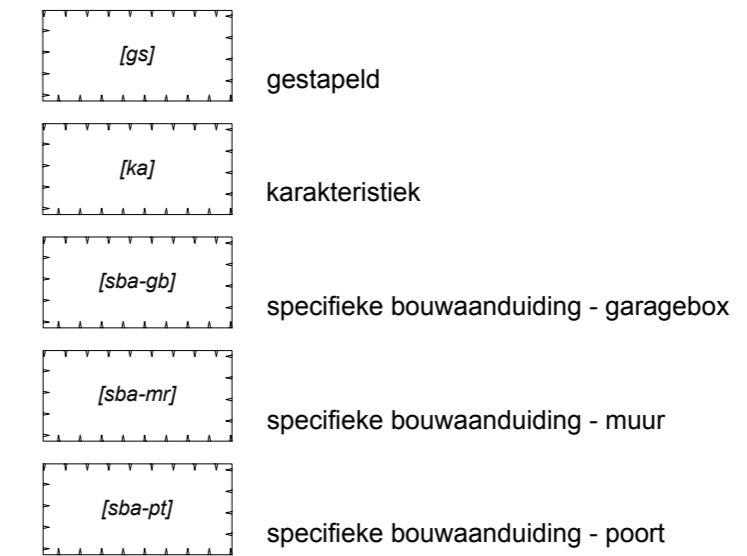 [gs]
gestapeld
[ka]
karakteristiek
[sba-gb]
specifieke bouwaanduiding - garagebox
[sba-mr]
specifieke bouwaanduiding - muur
[sba-pt]
specifieke bouwaanduiding - poort